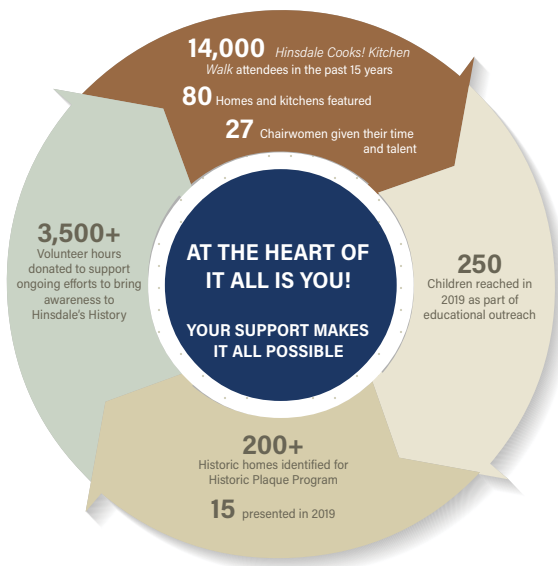 14,000 Hinsdale Cooks! Kitchen
Walk attendees in the past 15 years
80 Homes and kitchens featured
27 Chairwomen given their time
and talent
250
Children reached in
2019 as part of
educational outreach
200+
Historic homes identified for
Historic Plaque Program
15 presented in 2019
3,500+
Volunteer hours
donated to support
ongoing efforts to bring
awareness to
Hinsdale's History
AT THE HEART OF
IT ALL IS YOU!
YOUR SUPPORT MAKES
IT ALL POSSIBLE